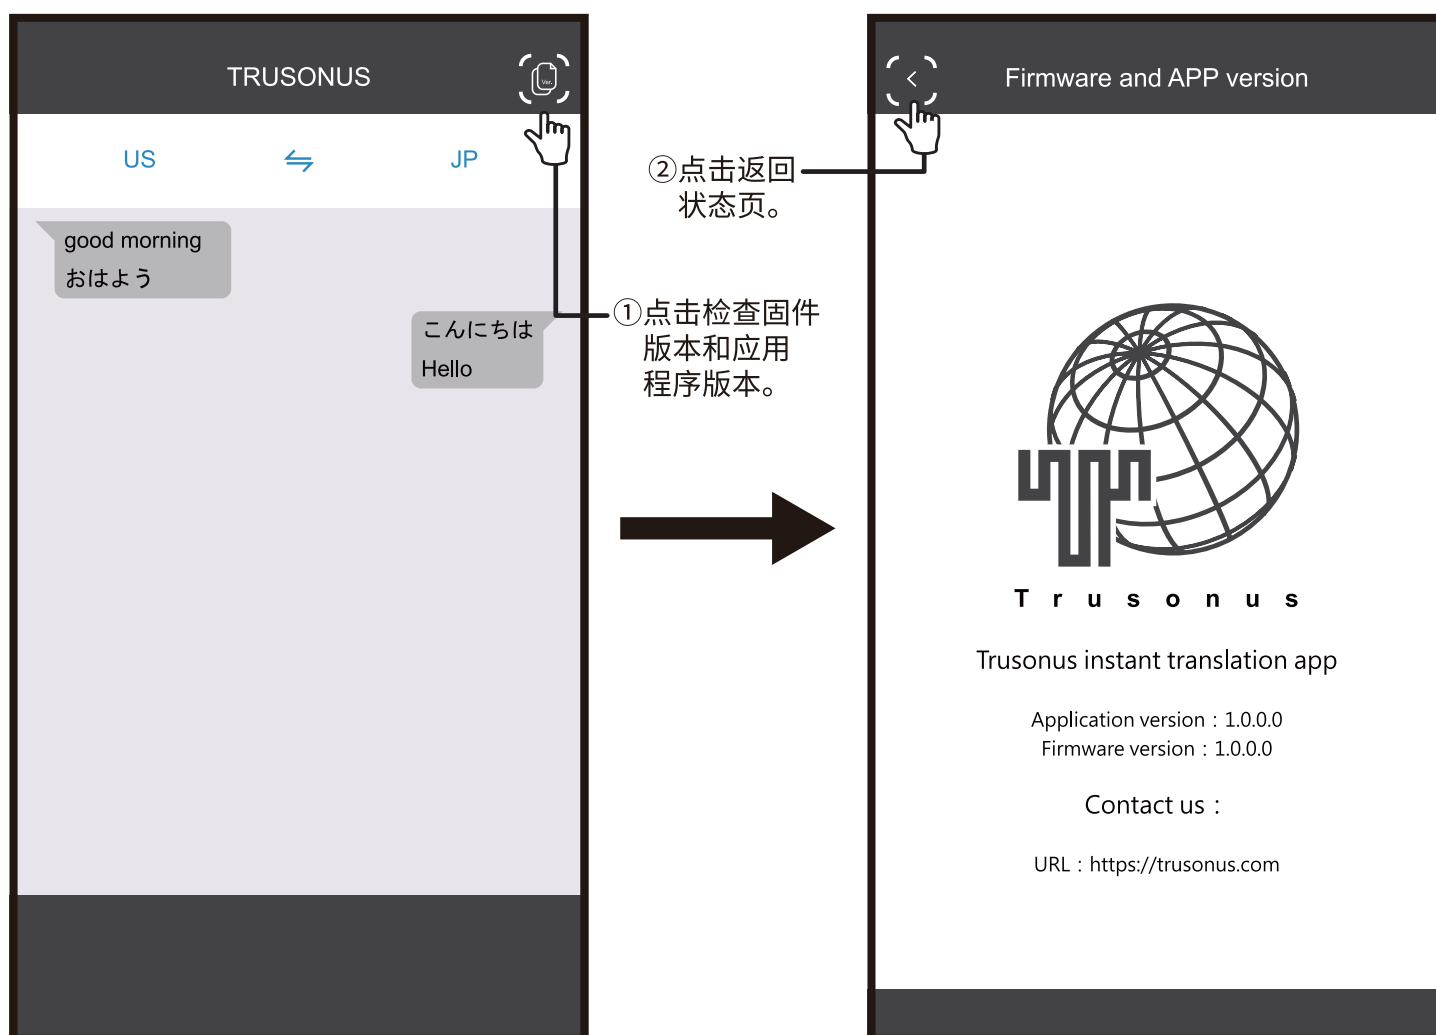 TRUSONUS
Ver.
US
JP
good morning
おはよう
こんにちは
Hello
①点击检查固件
版本和应用
程序版本。
②点击返回
状态页。
Firmware and APP version
Trusonus
Trusonus instant translation app
Application version：1.0.0.0
Firmware version：1.0.0.0
Contact us：
URL：https://trusonus.com